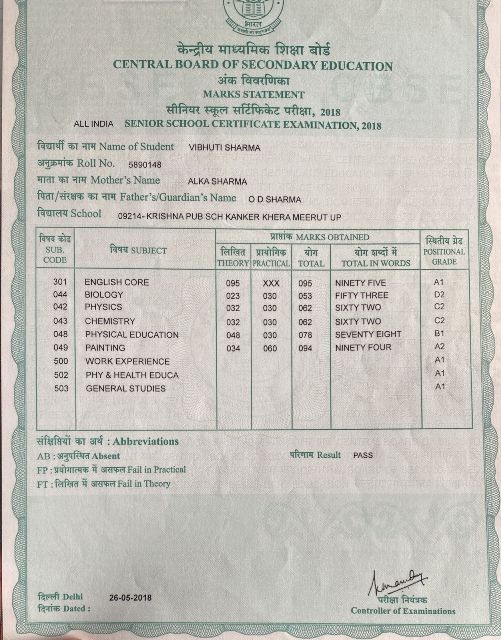 भारत
केन्द्रीय माध्यमिक शिक्षा बोर्ड
CENTRAL BOARD OF SECONDARY EDUCATION
अंक विवरणिका
MARKS STATEMENT
सीनियर स्कूल सर्टिफिकेट परीक्षा, 2018
ALL INDIA SENIOR SCHOOL CERTIFICATE EXAMINATION, 2018
विद्यार्थी का नाम Name of Student VIBHUTI SHARMA
अनुक्रमांक Roll No. 5890148
माता का नाम Mother's Name ALKA SHARMA
पिता/संरक्षक का नाम Father's/Guardian's Name O D SHARMA
विद्यालय School 09214- KRISHNA PUB SCH KANKER KHERA MEERUT UP
विषय कोड SUB. CODE
विषय SUBJECT
प्राप्तांक MARKS OBTAINED
लिखित THEORY
प्रायोगिक PRACTICAL
योग TOTAL
योग शब्दों में TOTAL IN WORDS
स्थितीय ग्रेड POSITIONAL GRADE
301 ENGLISH CORE 095 XXX 095 NINETY FIVE A1
044 BIOLOGY 023 030 053 FIFTY THREE D2
042 PHYSICS 032 030 062 SIXTY TWO C2
043 CHEMISTRY 032 030 062 SIXTY TWO C2
048 PHYSICAL EDUCATION 048 030 078 SEVENTY EIGHT B1
049 PAINTING 034 060 094 NINETY FOUR A2
500 WORK EXPERIENCE A1
502 PHY & HEALTH EDUCA A1
503 GENERAL STUDIES A1
संक्षिप्तियों का अर्थ : Abbreviations
AB : अनुपस्थित Absent परिणाम Result PASS
FP : प्रयोगात्मक में असफल Fail in Practical
FT : लिखित में असफल Fail in Theory
दिल्ली Delhi
दिनांक Dated : 26-05-2018
परीक्षा नियंत्रक
Controller of Examinations